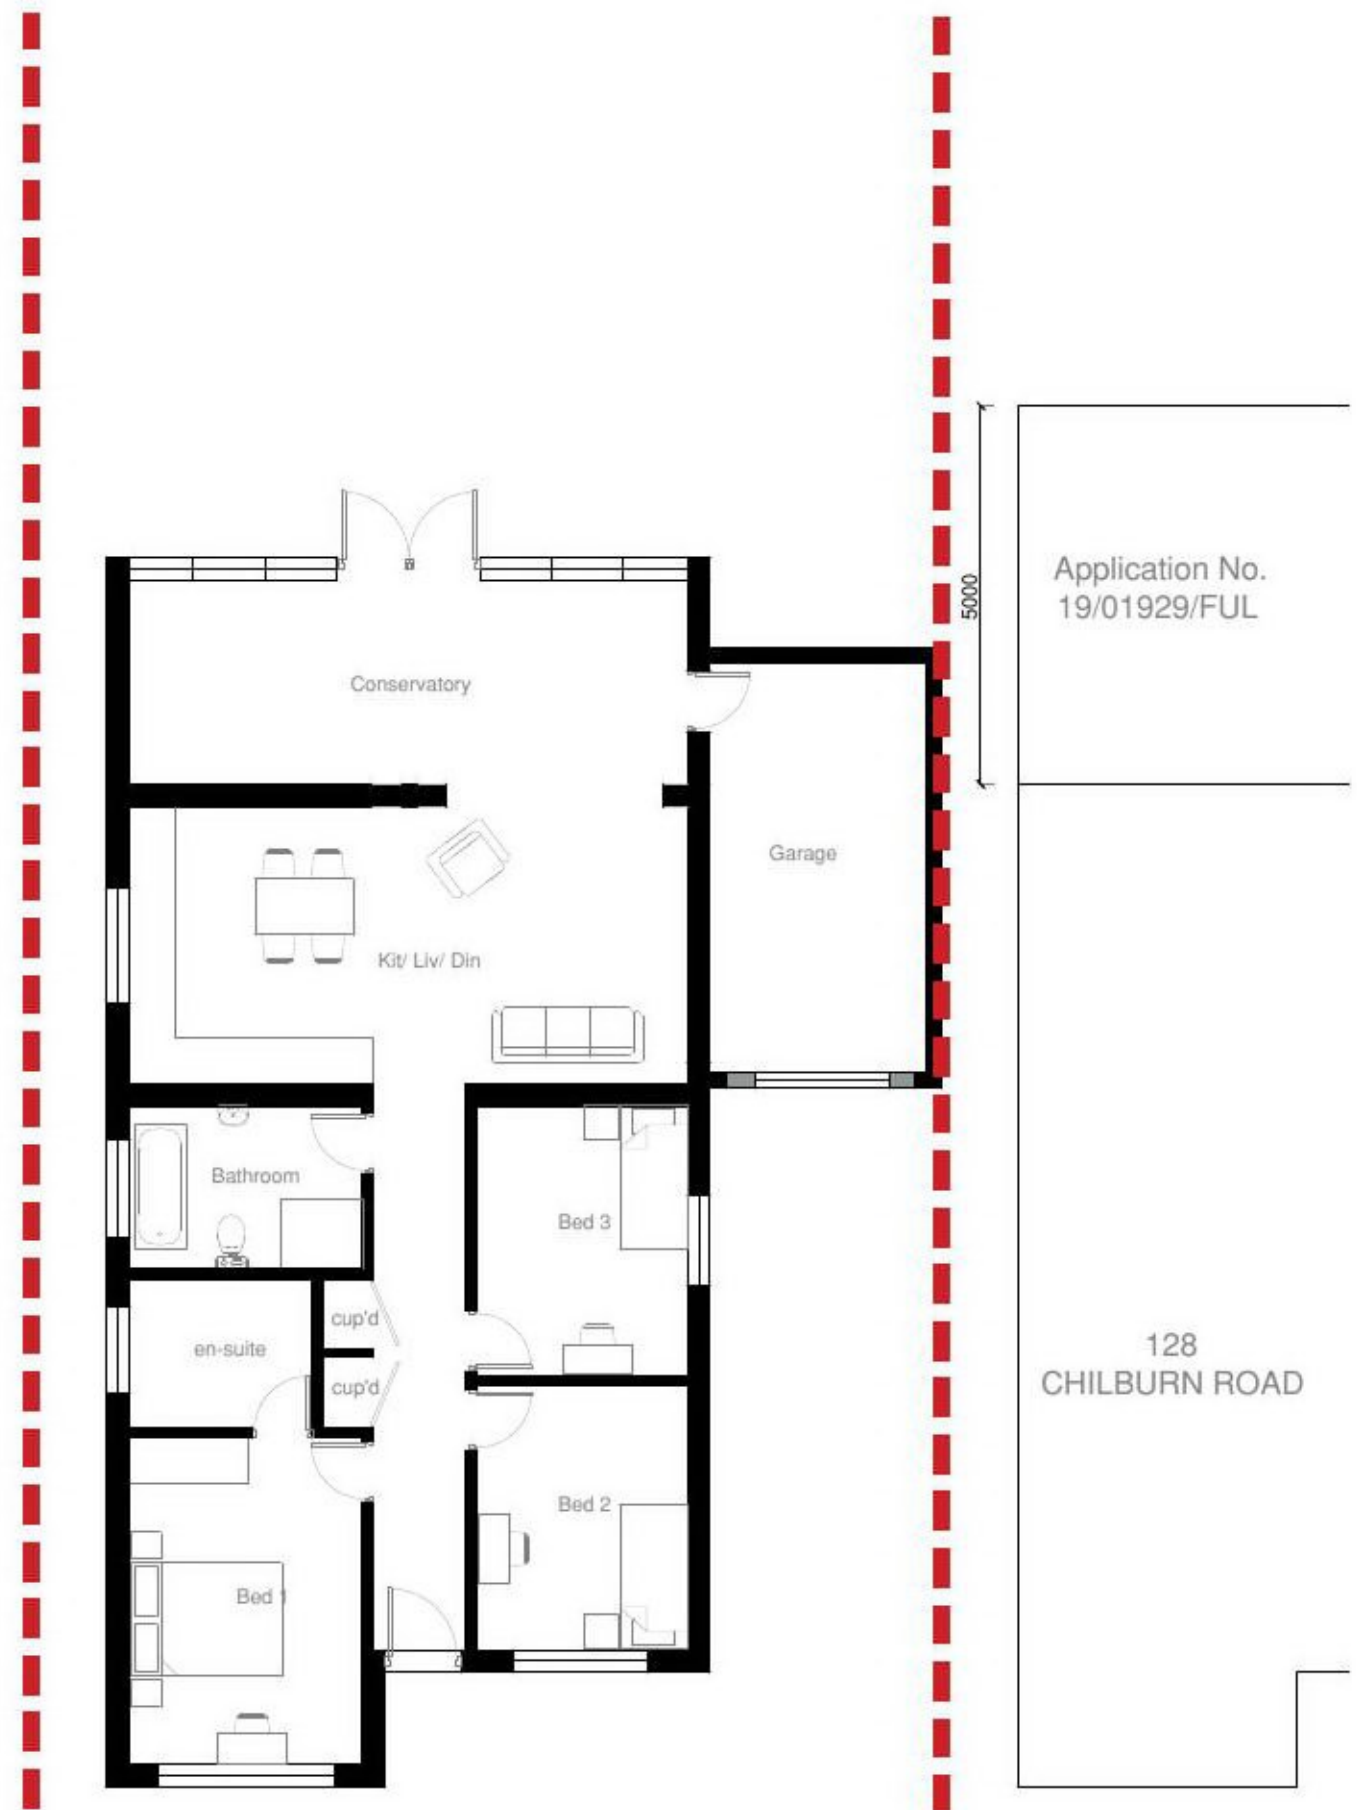 Application No.
19/01929/FUL
5000
Conservatory
Garage
Kit/ Liv/ Din
Bathroom
Bed 3
cup'd
en-suite
cup'd
128
CHILBURN ROAD
Bed 2
Bed 1